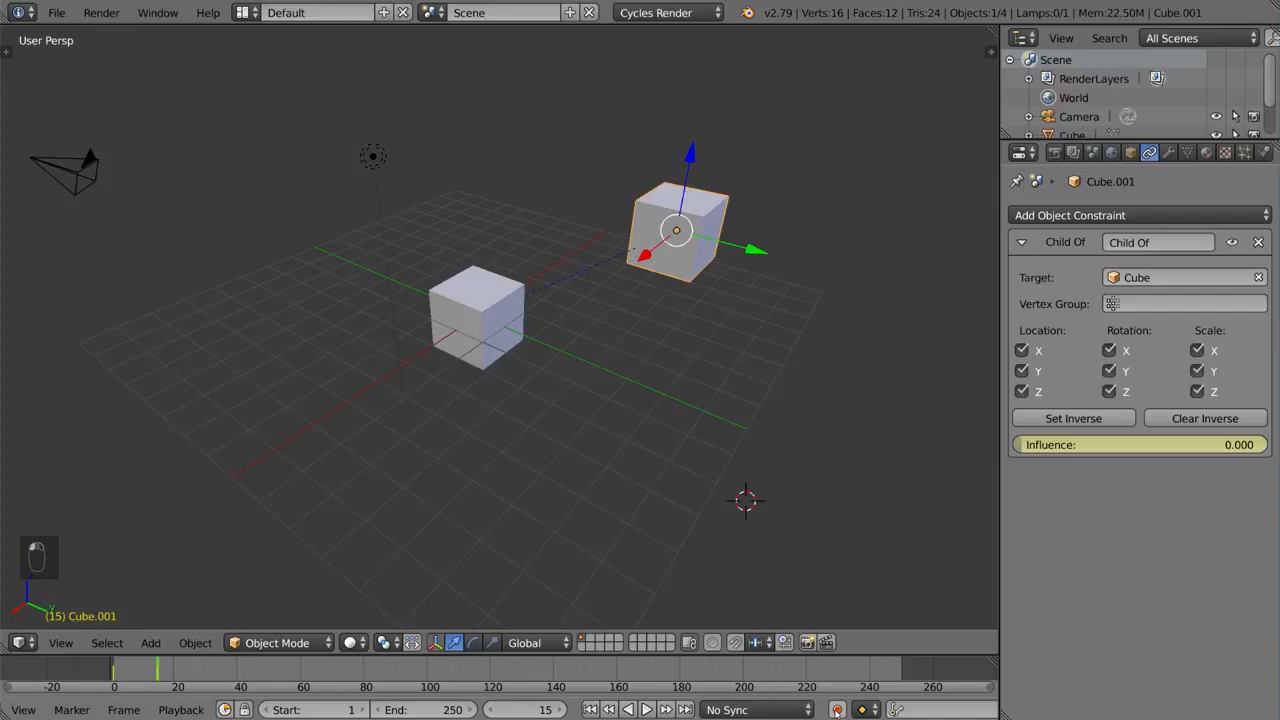 File Render Window Help Default Scene Cycles Render v2.79 | Verts:16 | Faces:12 | Tris:24 | Objects:1/4 | Lamps:0/1 | Mem:22.50M | Cube.001
User Persp
View Search All Scenes
Scene
RenderLayers
World
Camera
Cube
Cube.001
Add Object Constraint
Child Of Child Of
Target: Cube
Vertex Group:
Location: Rotation: Scale:
X X X
Y Y Y
Z Z Z
Set Inverse Clear Inverse
Influence: 0.000
y
(15) Cube.001
View Select Add Object Object Mode Global
-20 0 20 40 60 80 100 120 140 160 180 200 220 240 260
View Marker Frame Playback Start: 1 End: 250 15 No Sync